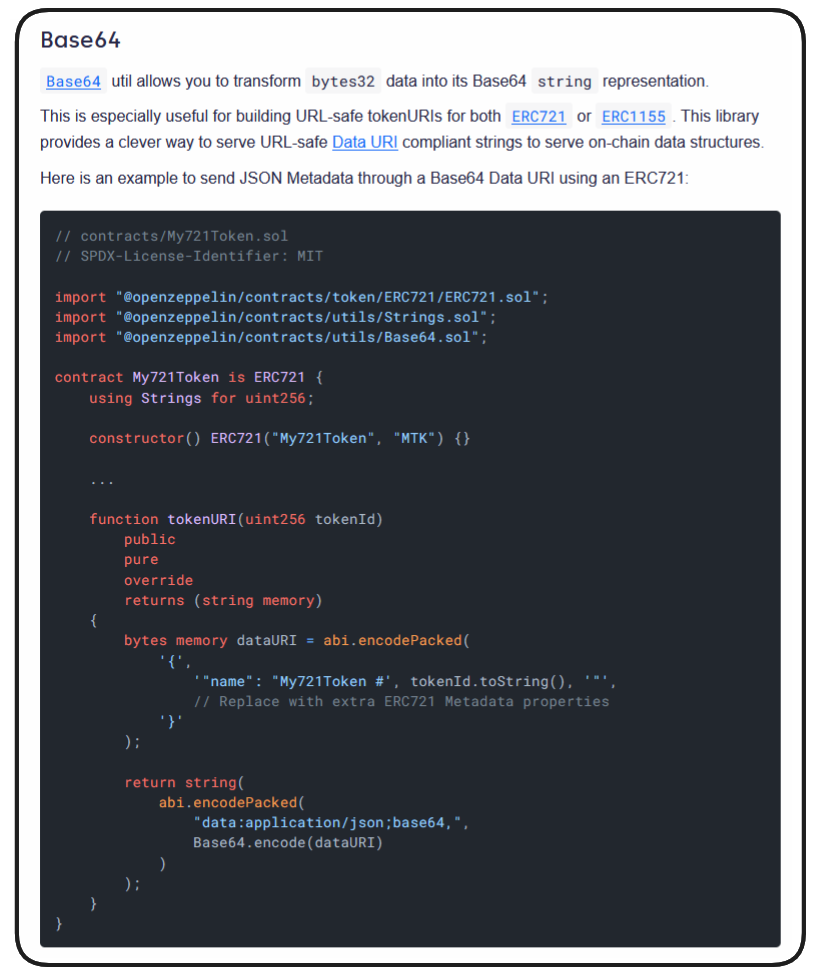 Base64
Base64 util allows you to transform bytes32 data into its Base64 string representation.
This is especially useful for building URL-safe tokenURIs for both ERC721 or ERC1155 . This library
provides a clever way to serve URL-safe Data URI compliant strings to serve on-chain data structures.
Here is an example to send JSON Metadata through a Base64 Data URI using an ERC721:
// contracts/My721Token.sol
// SPDX-License-Identifier: MIT
import "@openzeppelin/contracts/token/ERC721/ERC721.sol";
import "@openzeppelin/contracts/utils/Strings.sol";
import "@openzeppelin/contracts/utils/Base64.sol";
contract My721Token is ERC721 {
    using Strings for uint256;
    constructor() ERC721("My721Token", "MTK") {}
    ...
    function tokenURI(uint256 tokenId)
        public
        pure
        override
        returns (string memory)
    {
        bytes memory dataURI = abi.encodePacked(
            '{',
                '"name": "My721Token #', tokenId.toString(), '"',
                // Replace with extra ERC721 Metadata properties
            '}'
        );
        return string(
            abi.encodePacked(
                "data:application/json;base64,",
                Base64.encode(dataURI)
            )
        );
    }
}